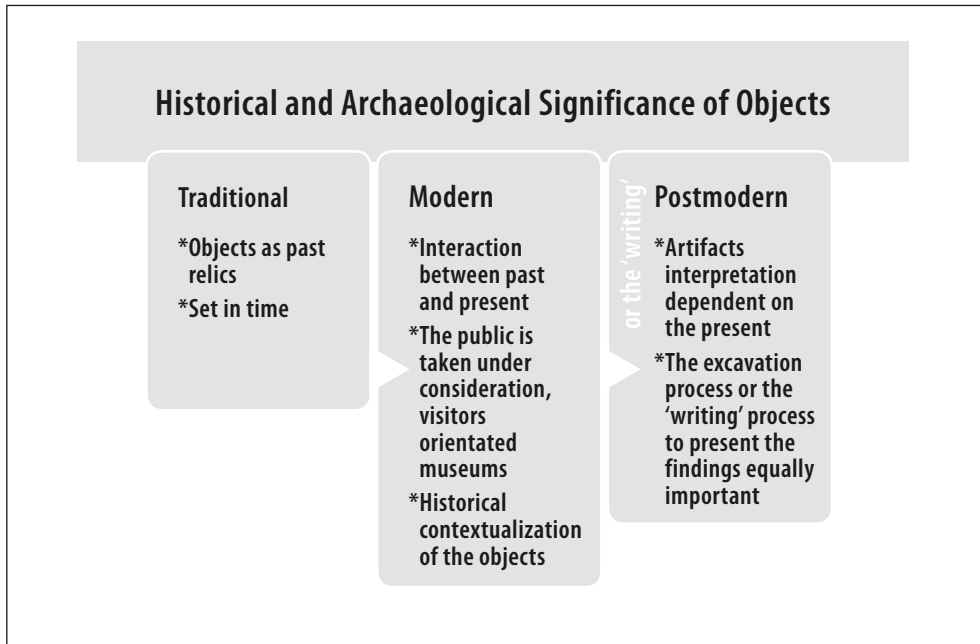 Historical and Archaeological Significance of Objects
Traditional
*Objects as past
relics
*Set in time
Modern
*Interaction
between past
and present
*The public is
taken under
consideration,
visitors
orientated
museums
*Historical
contextualization
of the objects
or the ‘writing’
Postmodern
*Artifacts
interpretation
dependent on
the present
*The excavation
process or the
‘writing’ process
to present the
findings equally
important